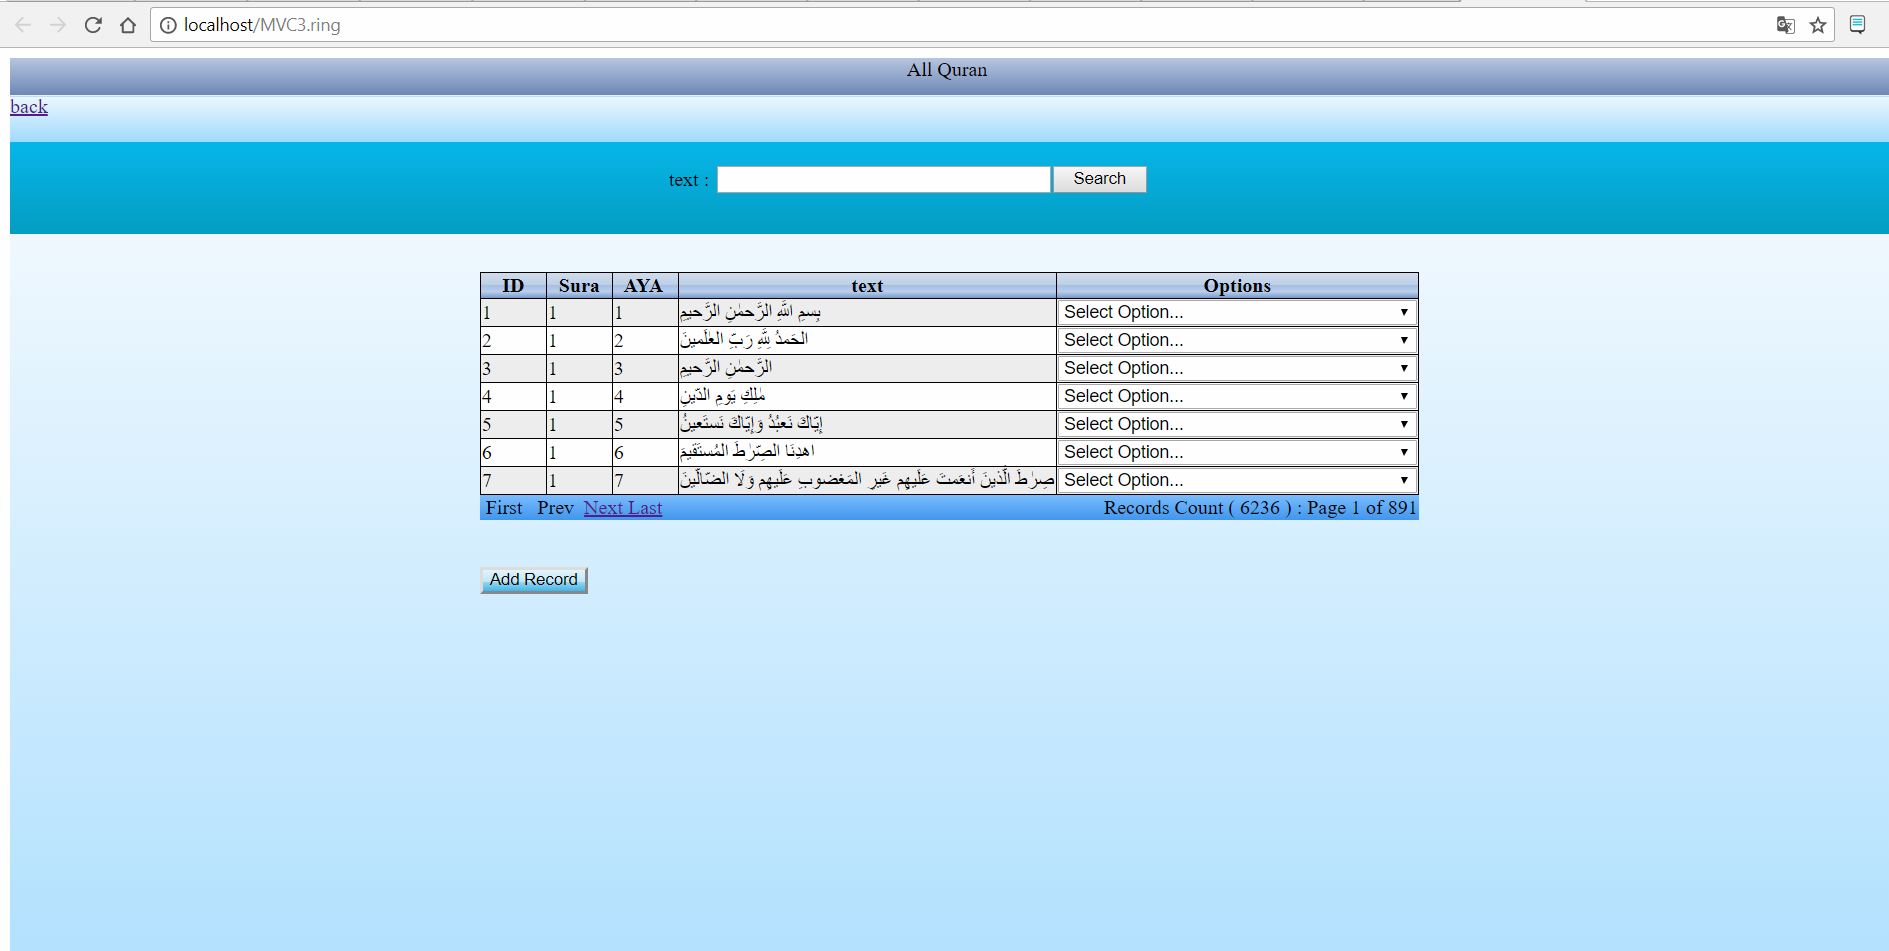 localhost/MVC3.ring
All Quran
back
text : Search
ID Sura AYA text Options
1 1 1 بِسمِ اللَّهِ الرَّحمٰنِ الرَّحيمِ Select Option...
2 1 2 الحَمدُ لِلَّهِ رَبِّ العٰلَمينَ Select Option...
3 1 3 الرَّحمٰنِ الرَّحيمِ Select Option...
4 1 4 مٰلِكِ يَومِ الدّينِ Select Option...
5 1 5 إِيّاكَ نَعبُدُ وَإِيّاكَ نَستَعينُ Select Option...
6 1 6 اهدِنَا الصِّرٰطَ المُستَقيمَ Select Option...
7 1 7 صِرٰطَ الَّذينَ أَنعَمتَ عَلَيهِم غَيرِ المَغضوبِ عَلَيهِم وَلَا الضّالّينَ Select Option...
First Prev Next Last Records Count ( 6236 ) : Page 1 of 891
Add Record